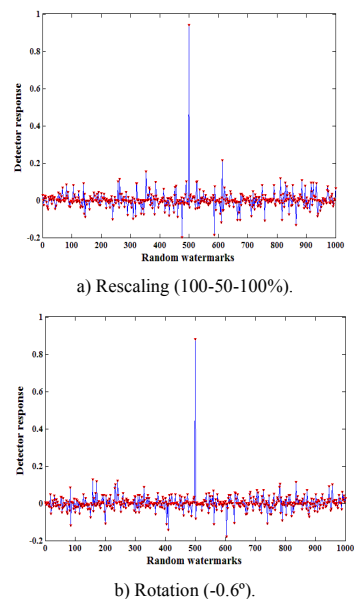 1
0.8
0.6
0.4
0.2
0
-0.2
Detector response
0 100 200 300 400 500 600 700 800 900 1000
Random watermarks
a) Rescaling (100-50-100%).
1
0.8
0.6
0.4
0.2
0
-0.2
Detector response
0 100 200 300 400 500 600 700 800 900 1000
Random watermarks
b) Rotation (-0.6º).